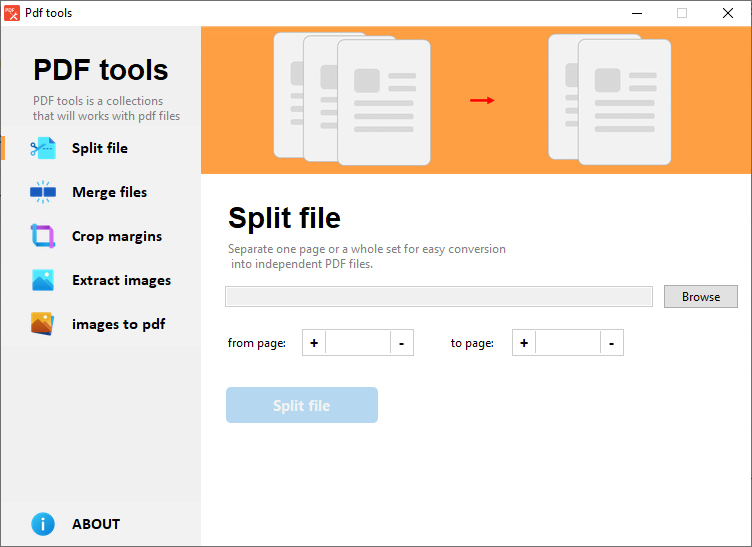 Pdf tools
PDF tools
PDF tools is a collections
that will works with pdf files
Split file
Merge files
Crop margins
Extract images
images to pdf
ABOUT
Split file
Separate one page or a whole set for easy conversion
into independent PDF files.
Browse
from page: + - to page: + -
Split file